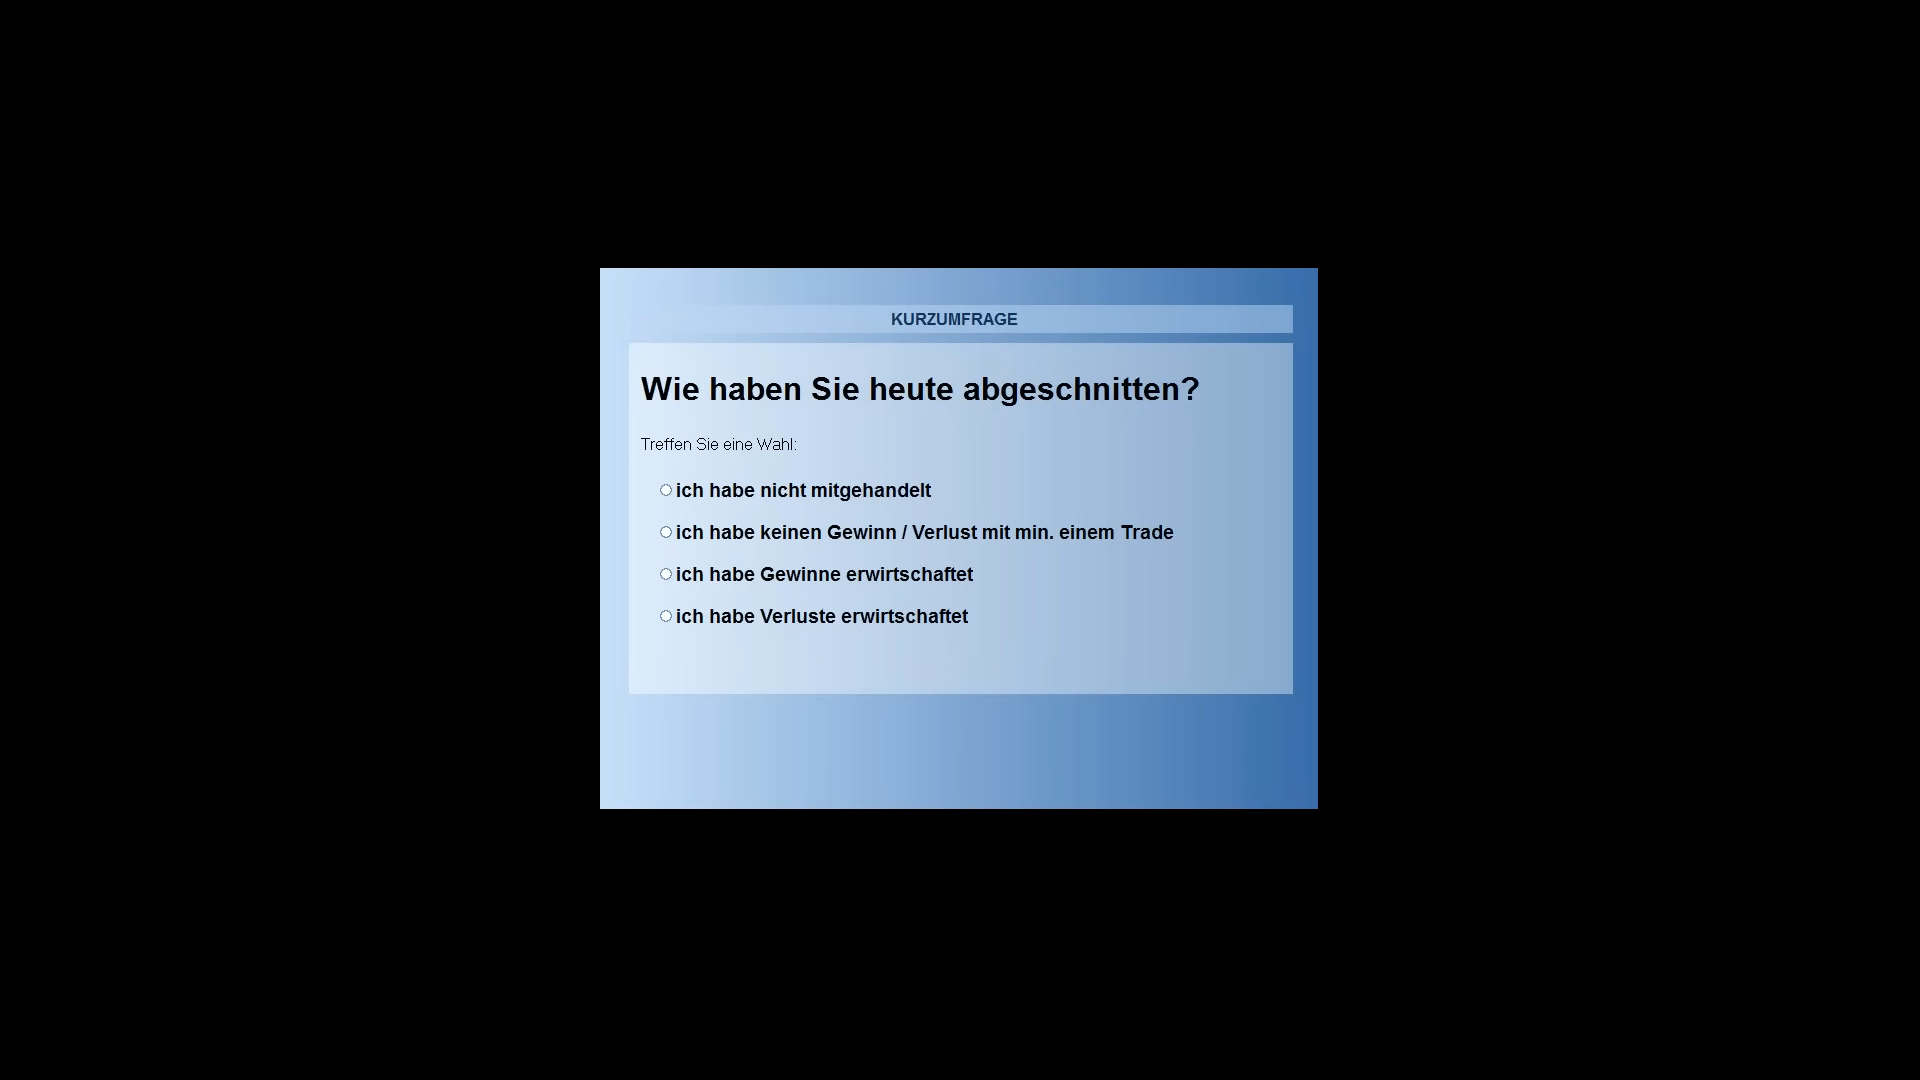 KURZUMFRAGE
Wie haben Sie heute abgeschnitten?
Treffen Sie eine Wahl:
ich habe nicht mitgehandelt
ich habe keinen Gewinn / Verlust mit min. einem Trade
ich habe Gewinne erwirtschaftet
ich habe Verluste erwirtschaftet